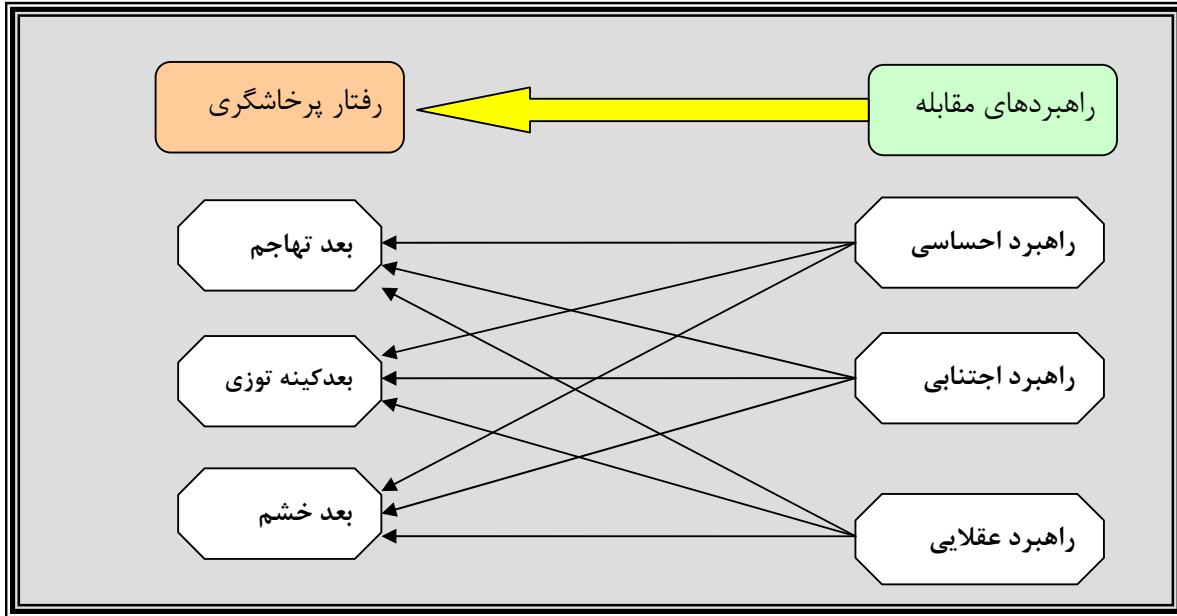 راهبردهای مقابله
رفتار پرخاشگری
راهبرد احساسی
بعد تهاجم
راهبرد اجتنابی
بعدکینه توزی
راهبرد عقلایی
بعد خشم